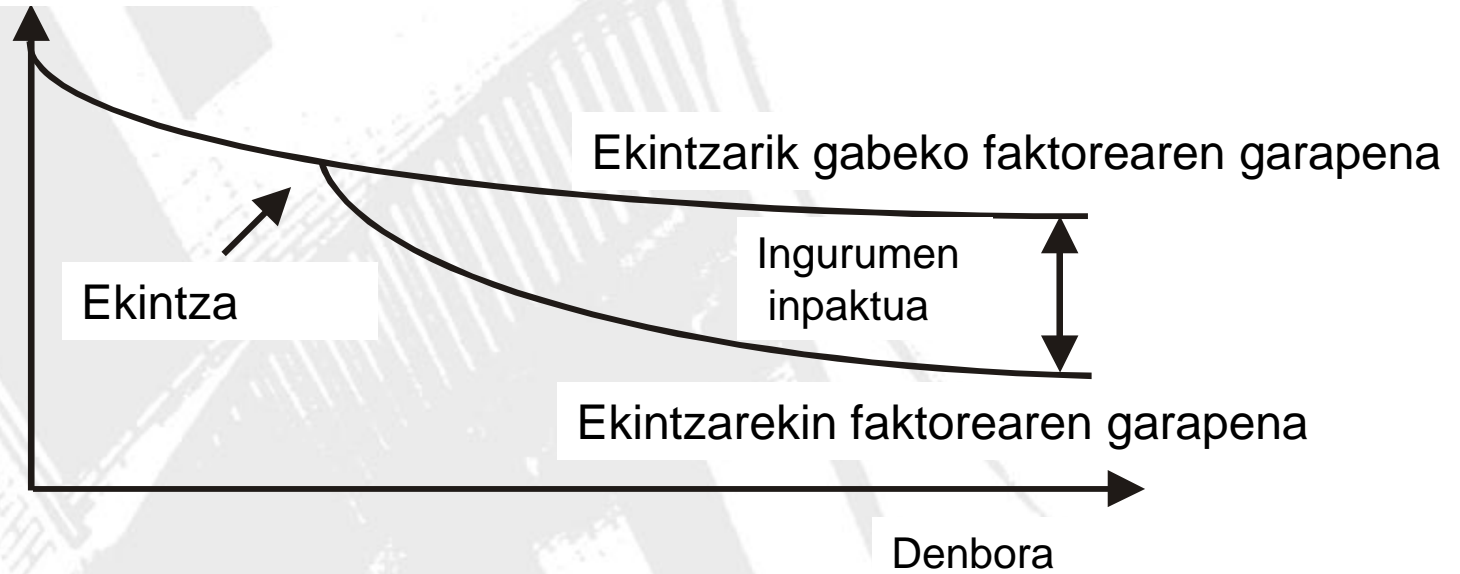 Ekintzarik gabeko faktorearen garapena
Ingurumen
inpaktua
Ekintza
Ekintzarekin faktorearen garapena
Denbora